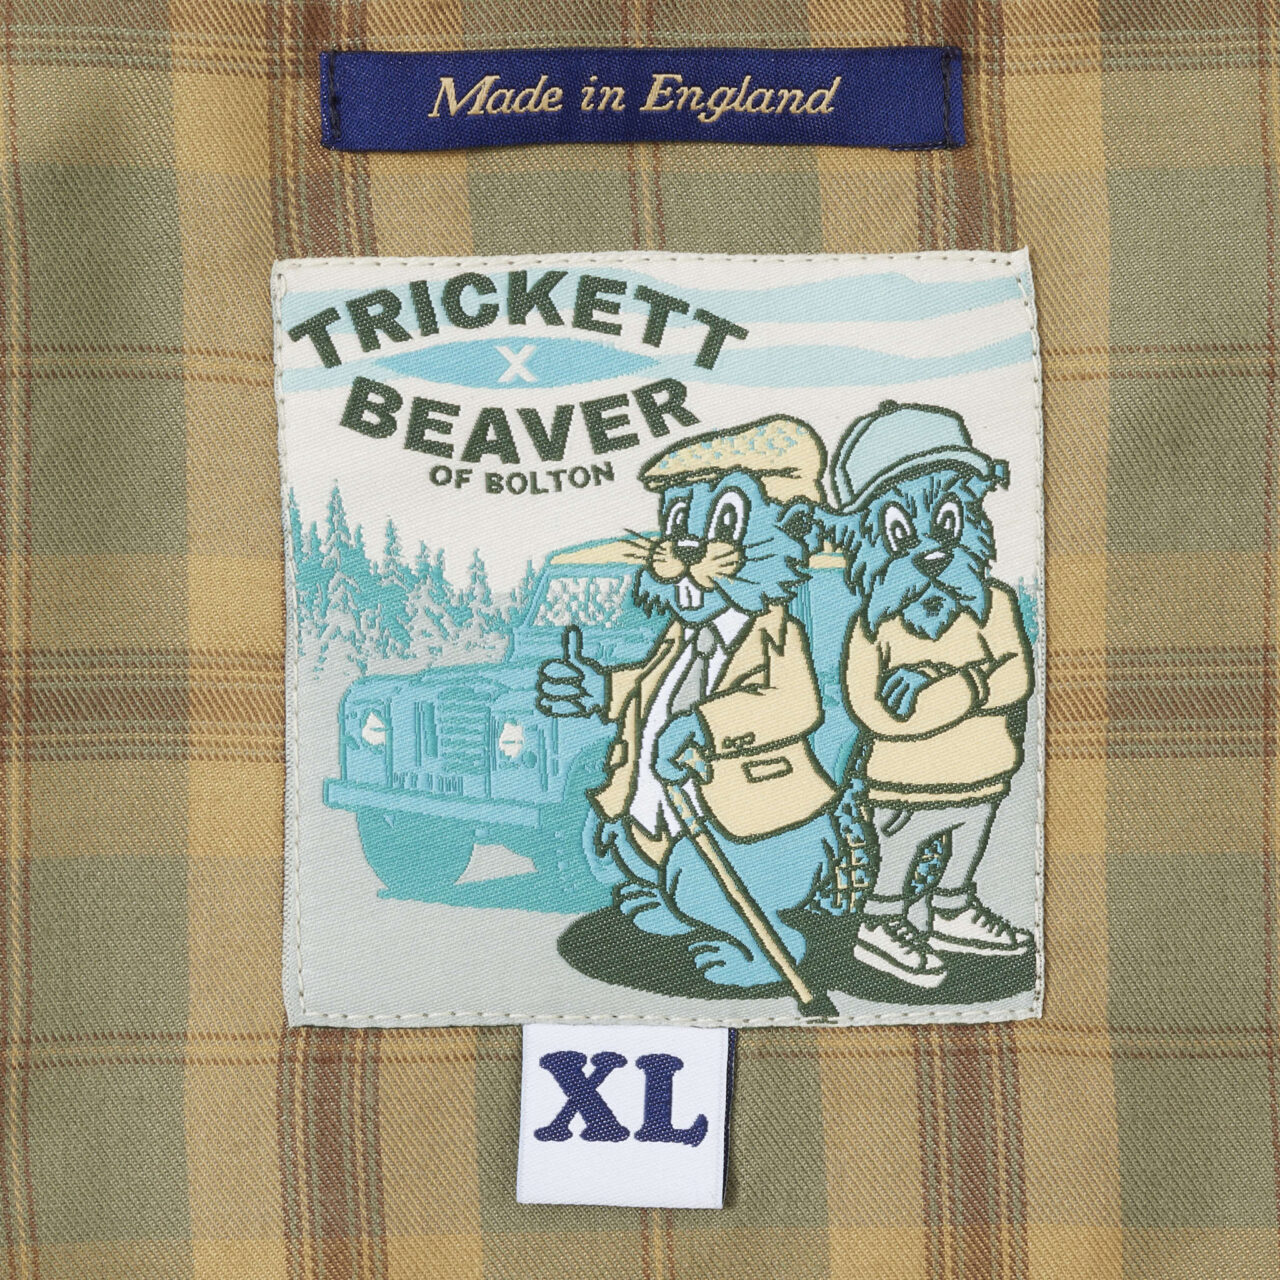 Made in England
TRICKETT
X
BEAVER
OF BOLTON
XL